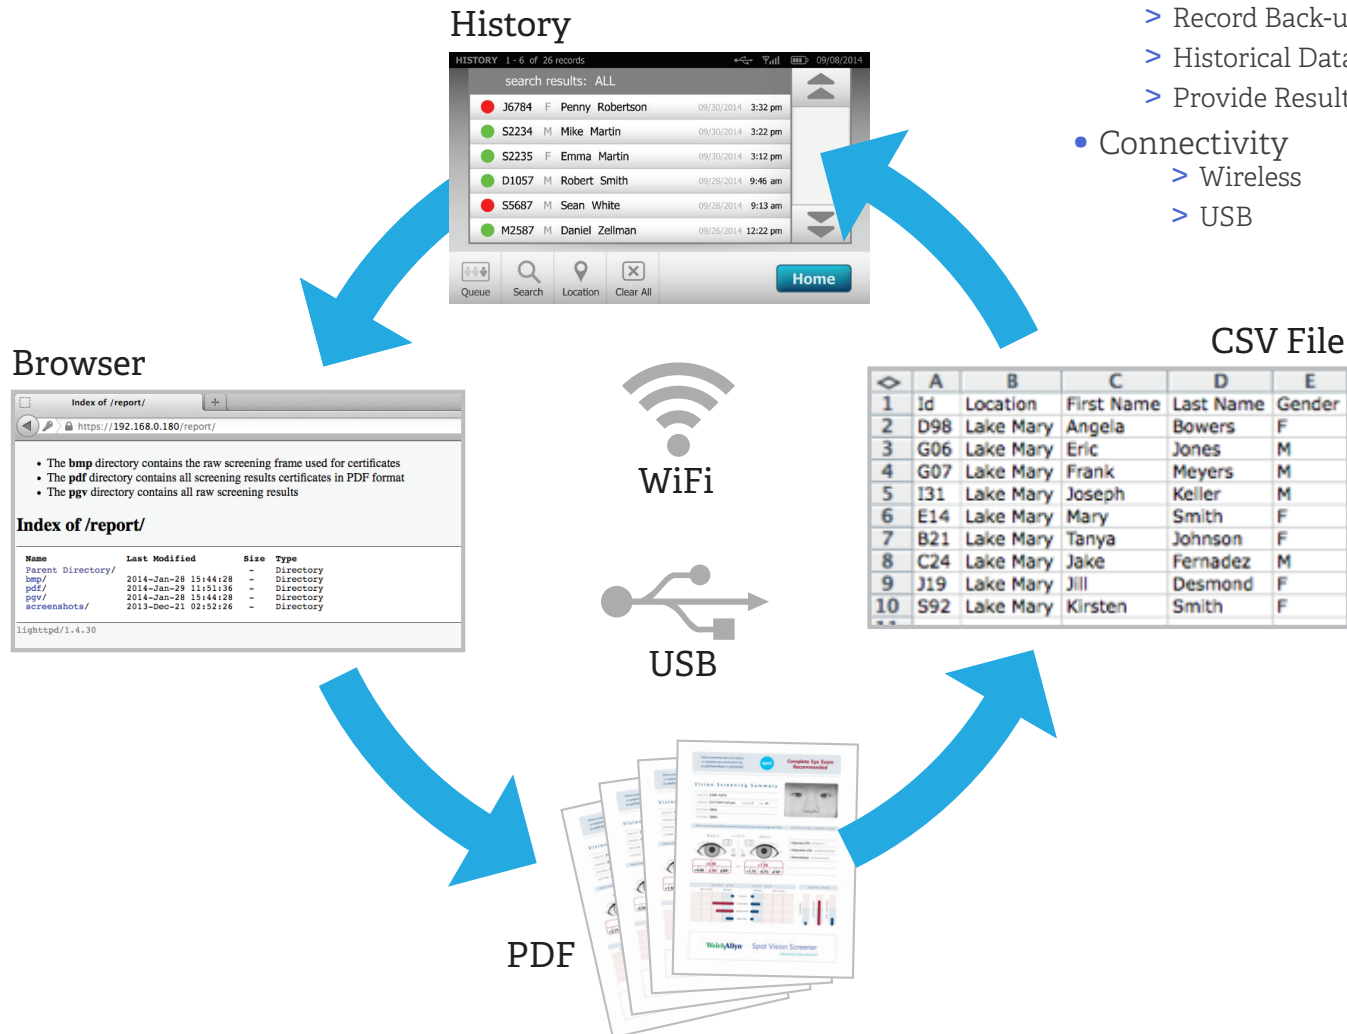 History
> Record Back-u
> Historical Data
> Provide Result
• Connectivity
> Wireless
> USB
HISTORY 1 - 6 of 26 records 09/08/2014
search results: ALL
J6784 F Penny Robertson 09/30/2014 3:32 pm
S2234 M Mike Martin 09/30/2014 3:22 pm
S2235 F Emma Martin 09/30/2014 3:12 pm
D1057 M Robert Smith 09/28/2014 9:46 am
S5687 M Sean White 09/28/2014 9:13 am
M2587 M Daniel Zellman 09/26/2014 12:22 pm
Queue Search Location Clear All Home
Browser
Index of /report/
https://192.168.0.180/report/
• The bmp directory contains the raw screening frame used for certificates
• The pdf directory contains all screening results certificates in PDF format
• The pgv directory contains all raw screening results
Index of /report/
Name Last Modified Size Type
Parent Directory/ - Directory
bmp/ 2014-Jan-28 15:44:28 - Directory
pdf/ 2014-Jan-29 11:51:36 - Directory
pgv/ 2014-Jan-28 15:44:28 - Directory
screenshots/ 2013-Dec-21 02:52:26 - Directory
lighttpd/1.4.30
WiFi
USB
CSV File
A B C D E
1 Id Location First Name Last Name Gender
2 D98 Lake Mary Angela Bowers F
3 G06 Lake Mary Eric Jones M
4 G07 Lake Mary Frank Meyers M
5 I31 Lake Mary Joseph Keller M
6 E14 Lake Mary Mary Smith F
7 B21 Lake Mary Tanya Johnson F
8 C24 Lake Mary Jake Fernadez M
9 J19 Lake Mary Jill Desmond F
10 S92 Lake Mary Kirsten Smith F
PDF
spot
Complete Eye Exam
Recommended
Vision Screening Summary
WelchAllyn Spot Vision Screener